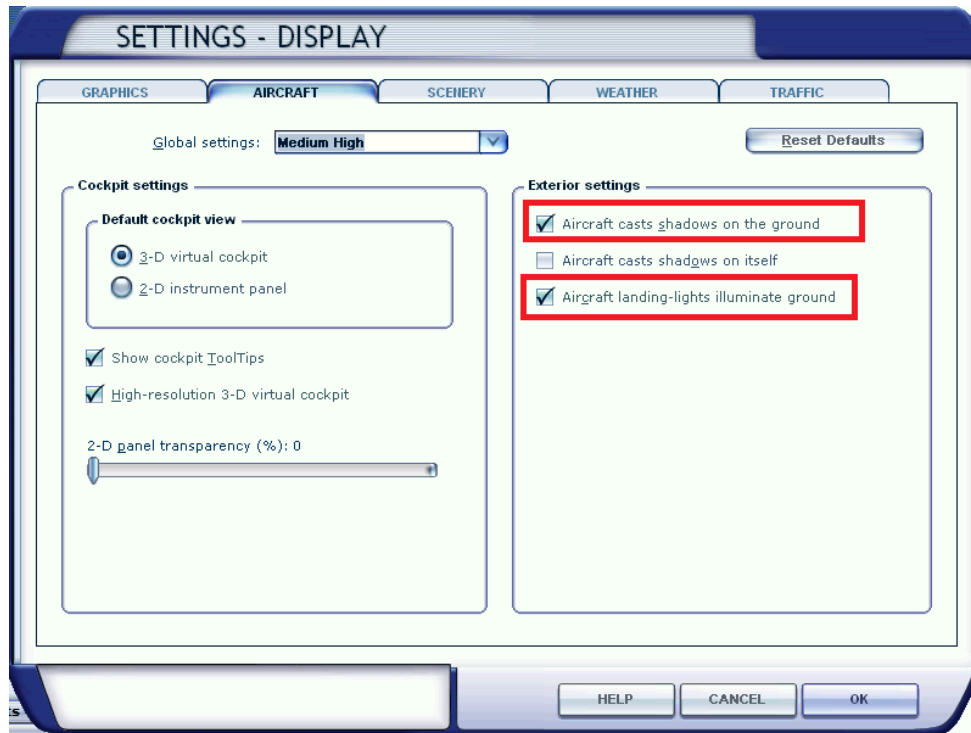 SETTINGS - DISPLAY
GRAPHICS
AIRCRAFT
SCENERY
WEATHER
TRAFFIC
Global settings: Medium High
Reset Defaults
Cockpit settings
Default cockpit view
3-D virtual cockpit
2-D instrument panel
Show cockpit ToolTips
High-resolution 3-D virtual cockpit
2-D panel transparency (%): 0
Exterior settings
Aircraft casts shadows on the ground
Aircraft casts shadows on itself
Aircraft landing-lights illuminate ground
HELP
CANCEL
OK